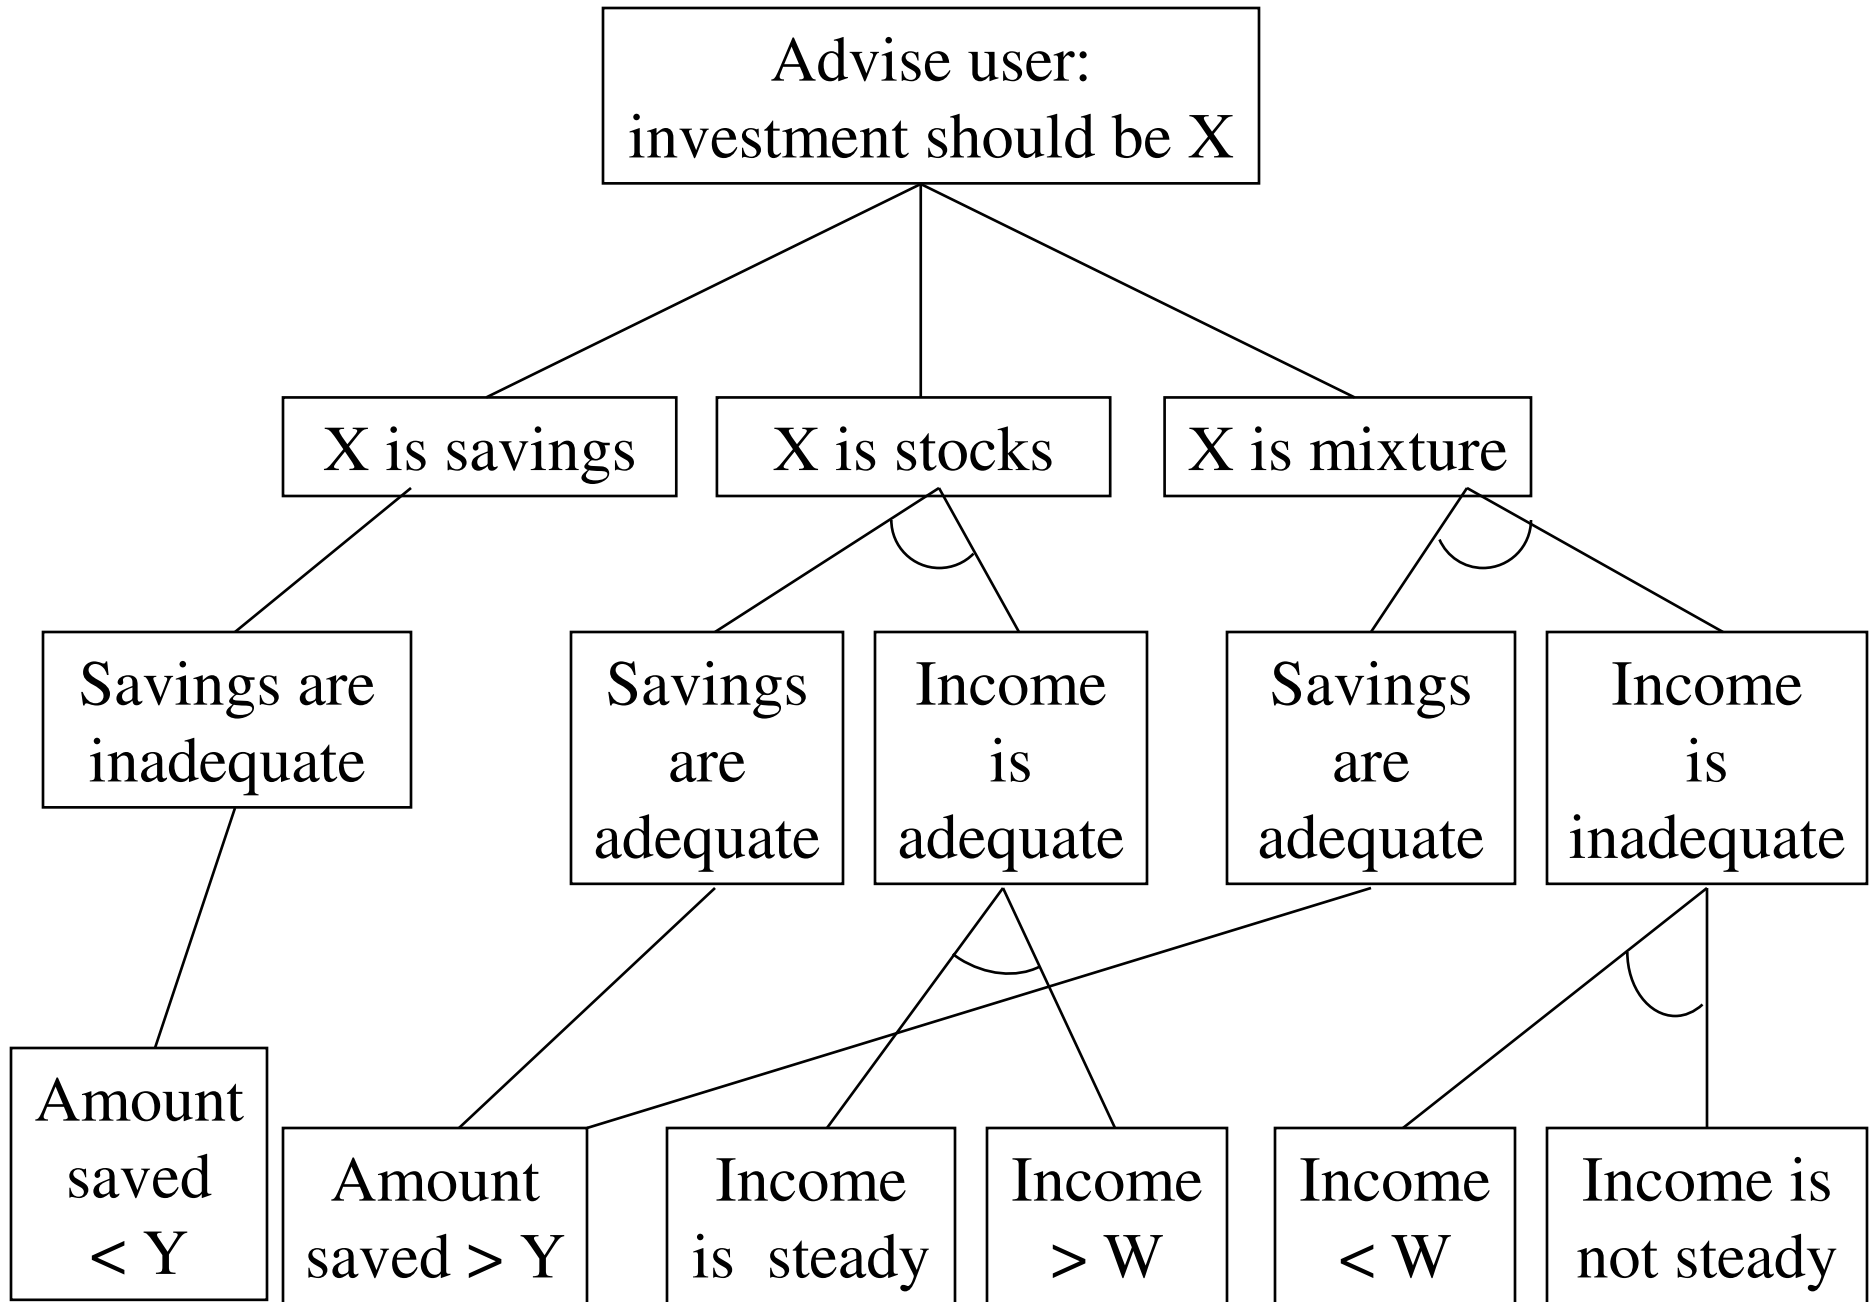 Advise user:
investment should be X
X is savings
X is stocks
X is mixture
Savings are
inadequate
Savings
are
adequate
Income
is
adequate
Savings
are
adequate
Income
is
inadequate
Amount
saved
< Y
Amount
saved > Y
Income
is  steady
Income
> W
Income
< W
Income is
not steady